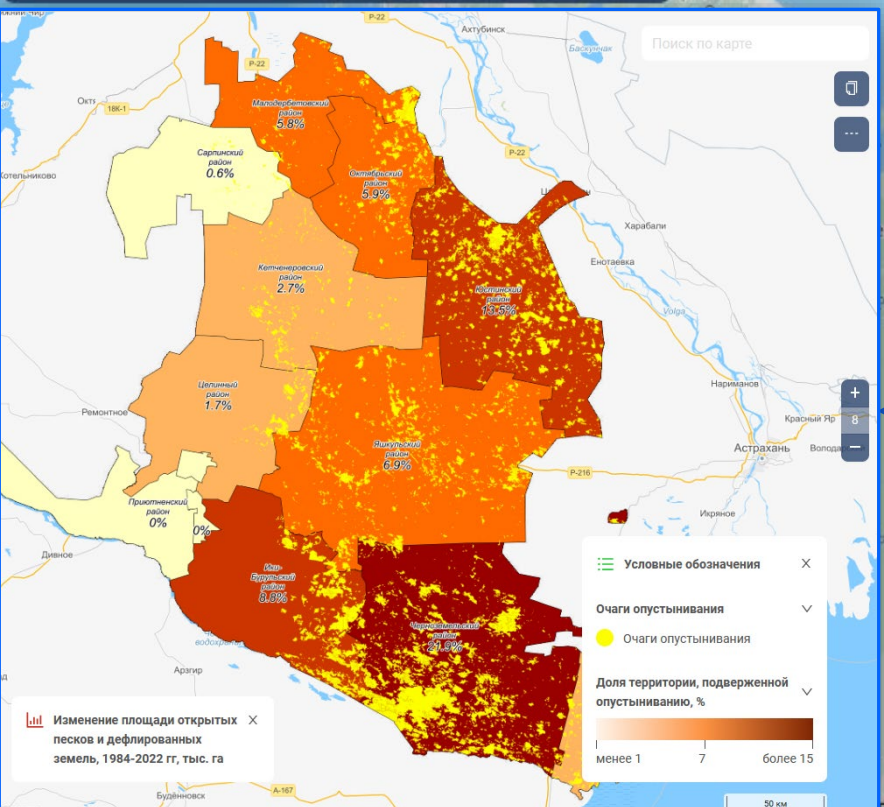 Р-22
Ахтубинск
Баскунчак
Поиск по карте
Р-22
18К-1
Малодербетовский
район
5.8%
Сарпинский
район
0.6%
Котельниково
Октябрьский
район
5.9%
Р-22
Харабали
Енотаевка
Кетченеровский
район
2.7%
Юстинский
район
13.5%
Volga
Целинный
район
1.7%
Ремонтное
Нариманов
+
8
−
Красный Яр
Астрахань
Яшкульский
район
6.9%
Р-216
Приютненский
район
0%
0%
Икряное
Дивное
Ики-
Бурульский
район
8.8%
Черноземельский
район
21.9%
Арзгир
Условные обозначения
X
Очаги опустынивания
Очаги опустынивания
Доля территории, подверженной
опустыниванию, %
менее 1
7
более 15
Изменение площади открытых
песков и дефлированных
земель, 1984-2022 гг, тыс. га
X
Будённовск
А-167
50 км